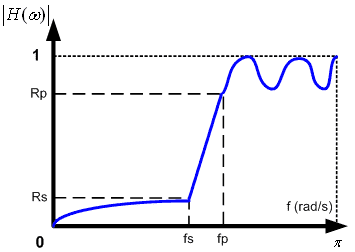 |H(ω)|
1
Rp
Rs
f (rad/s)
0
fs
fp
π